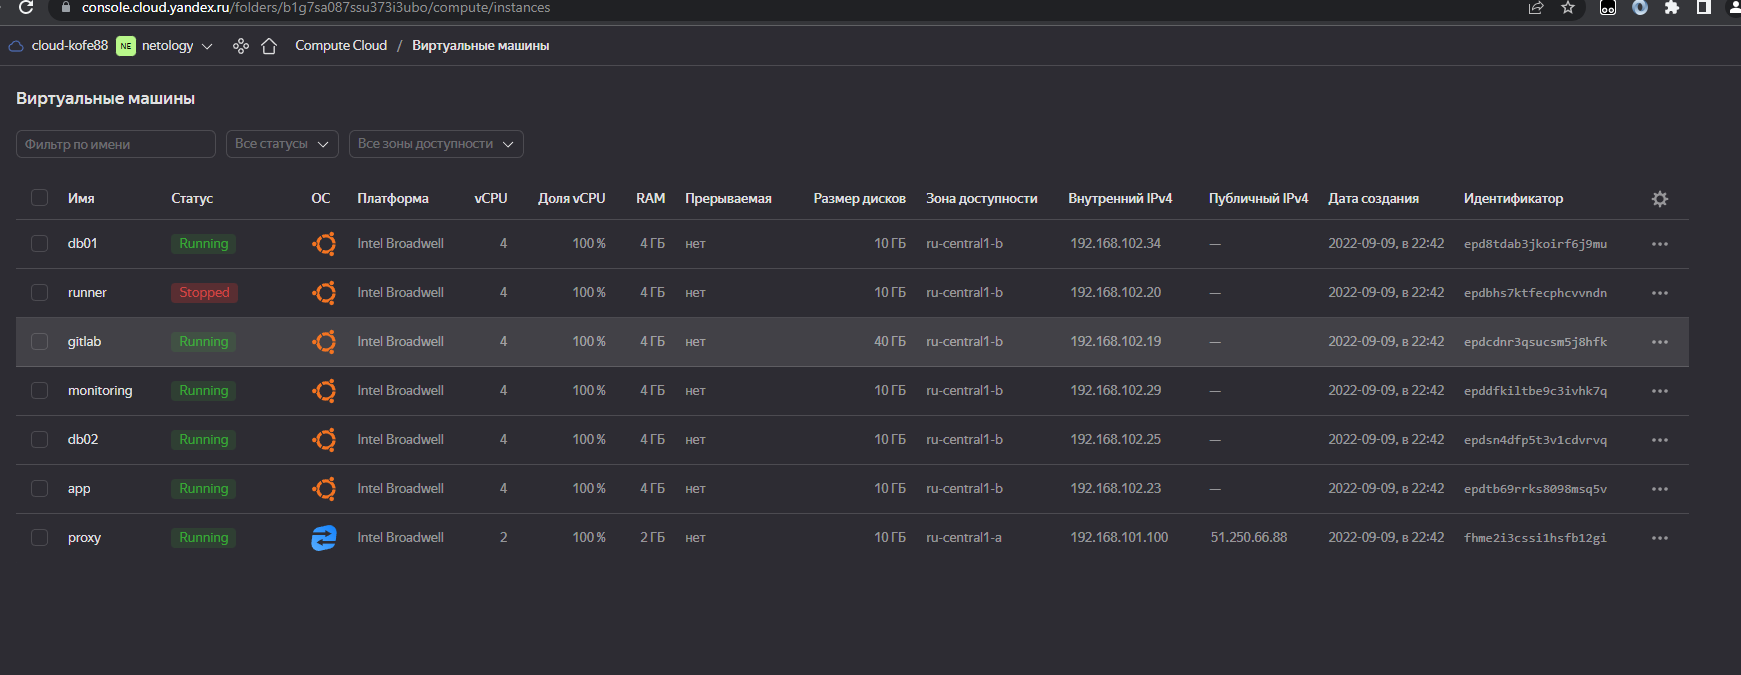 console.cloud.yandex.ru/folders/b1g7sa087ssu373i3ubo/compute/instances
cloud-kofe88 NE netology Compute Cloud / Виртуальные машины
Виртуальные машины
Фильтр по имени Все статусы Все зоны доступности
Имя Статус ОС Платформа vCPU Доля vCPU RAM Прерываемая Размер дисков Зона доступности Внутренний IPv4 Публичный IPv4 Дата создания Идентификатор
db01 Running Intel Broadwell 4 100 % 4 ГБ нет 10 ГБ ru-central1-b 192.168.102.34 — 2022-09-09, в 22:42 epd8tdab3jkoirf6j9mu
runner Stopped Intel Broadwell 4 100 % 4 ГБ нет 10 ГБ ru-central1-b 192.168.102.20 — 2022-09-09, в 22:42 epdbhs7ktfecphcvvndn
gitlab Running Intel Broadwell 4 100 % 4 ГБ нет 40 ГБ ru-central1-b 192.168.102.19 — 2022-09-09, в 22:42 epdcdnr3qsucsm5j8hfk
monitoring Running Intel Broadwell 4 100 % 4 ГБ нет 10 ГБ ru-central1-b 192.168.102.29 — 2022-09-09, в 22:42 epddfkiltbe9c3ivhk7q
db02 Running Intel Broadwell 4 100 % 4 ГБ нет 10 ГБ ru-central1-b 192.168.102.25 — 2022-09-09, в 22:42 epdsn4dfp5t3v1cdvrvq
app Running Intel Broadwell 4 100 % 4 ГБ нет 10 ГБ ru-central1-b 192.168.102.23 — 2022-09-09, в 22:42 epdtb69rrks8098msq5v
proxy Running Intel Broadwell 2 100 % 2 ГБ нет 10 ГБ ru-central1-a 192.168.101.100 51.250.66.88 2022-09-09, в 22:42 fhme2i3cssi1hsfb12gi